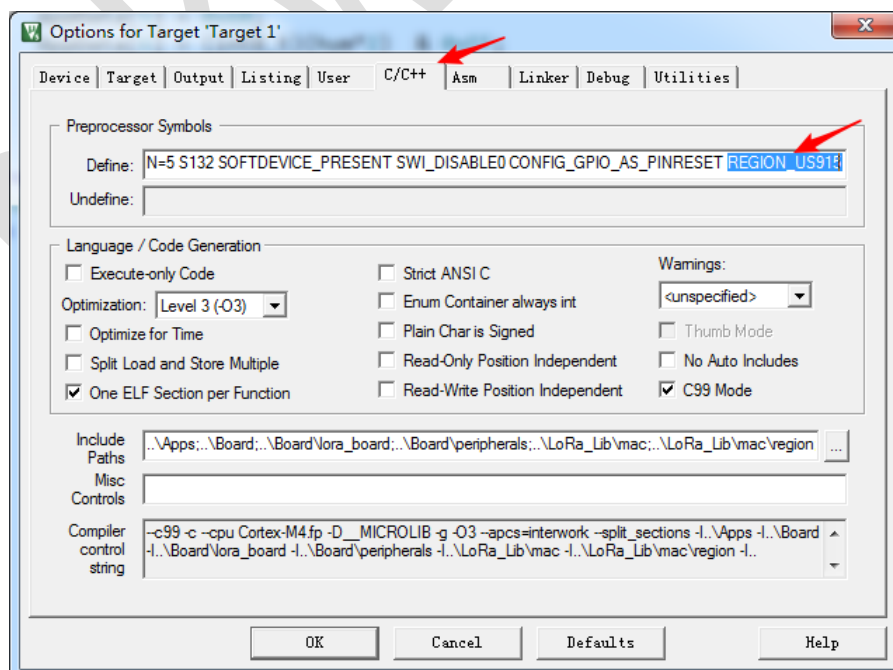 Options for Target 'Target 1'
Device Target Output Listing User C/C++ Asm Linker Debug Utilities
Preprocessor Symbols
Define: N=5 S132 SOFTDEVICE_PRESENT SWI_DISABLE0 CONFIG_GPIO_AS_PINRESET REGION_US915
Undefine:
Language / Code Generation
Execute-only Code
Strict ANSI C
Warnings:
Optimization: Level 3 (-O3)
Enum Container always int
<unspecified>
Optimize for Time
Plain Char is Signed
Thumb Mode
Split Load and Store Multiple
Read-Only Position Independent
No Auto Includes
One ELF Section per Function
Read-Write Position Independent
C99 Mode
Include
Paths
..\Apps;..\Board;..\Board\lora_board;..\Board\peripherals;..\LoRa_Lib\mac;..\LoRa_Lib\mac\region
...
Misc
Controls
Compiler
control
string
--c99 -c --cpu Cortex-M4.fp -D__MICROLIB -g -O3 --apcs=interwork --split_sections -I..\Apps -I..\Board
-I..\Board\lora_board -I..\Board\peripherals -I..\LoRa_Lib\mac -I..\LoRa_Lib\mac\region -I..
OK Cancel Defaults Help